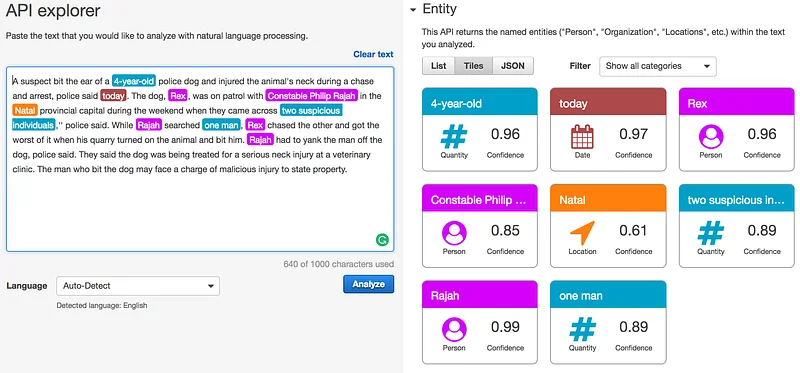 API explorer
Paste the text that you would like to analyze with natural language processing.
Clear text
A suspect bit the ear of a 4-year-old police dog and injured the animal's neck during a chase
and arrest, police said today. The dog, Rex, was on patrol with Constable Philip Rajah in the
Natal provincial capital during the weekend when they came across two suspicious
individuals," police said. While Rajah searched one man, Rex chased the other and got the
worst of it when his quarry turned on the animal and bit him. Rajah had to yank the man off the
dog, police said. They said the dog was being treated for a serious neck injury at a veterinary
clinic. The man who bit the dog may face a charge of malicious injury to state property.
640 of 1000 characters used
Language Auto-Detect Analyze
Detected language: English
Entity
This API returns the named entities ("Person", "Organization", "Locations", etc.) within the text
you analyzed.
List Tiles JSON Filter Show all categories
4-year-old today Rex
0.96 0.97 0.96
Quantity Confidence Date Confidence Person Confidence
Constable Philip ... Natal two suspicious in...
0.85 0.61 0.89
Person Confidence Location Confidence Quantity Confidence
Rajah one man
0.99 0.89
Person Confidence Quantity Confidence